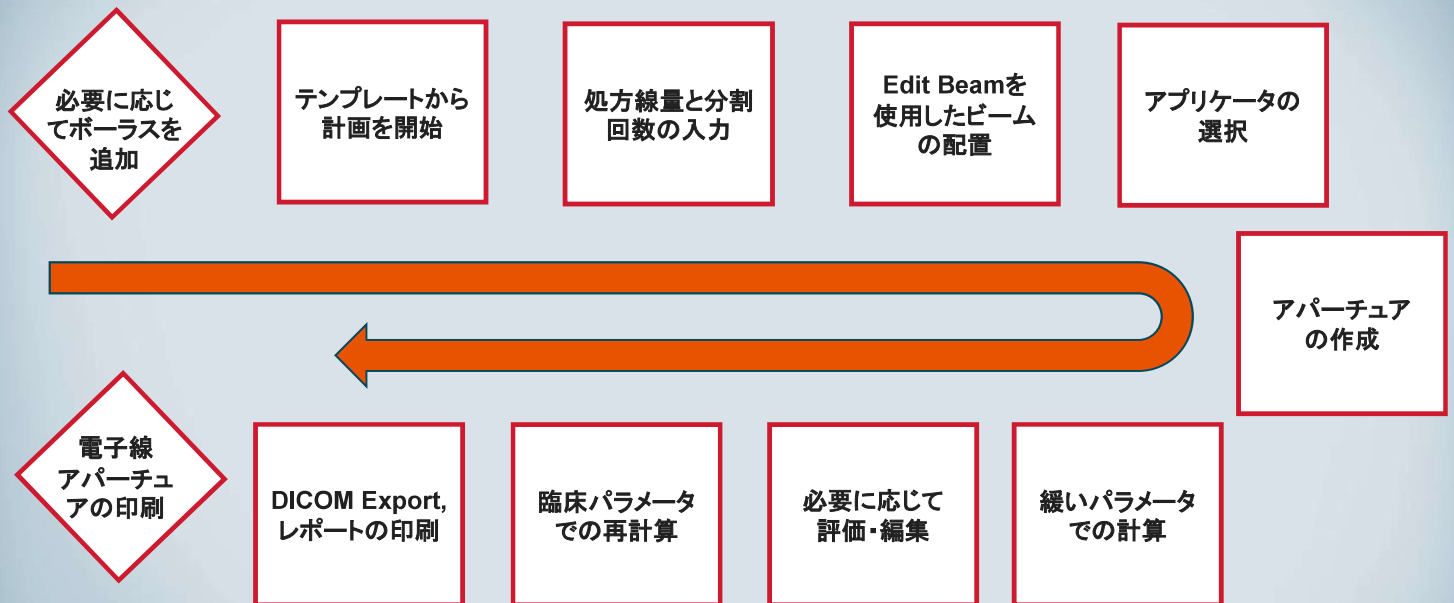 必要に応じ
てボーラスを
追加
テンプレートから
計画を開始
処方線量と分割
回数の入力
Edit Beamを
使用したビーム
の配置
アプリケータの
選択
アパーチュア
の作成
緩いパラメータ
での計算
必要に応じて
評価・編集
臨床パラメータ
での再計算
DICOM Export,
レポートの印刷
電子線
アパーチュ
アの印刷